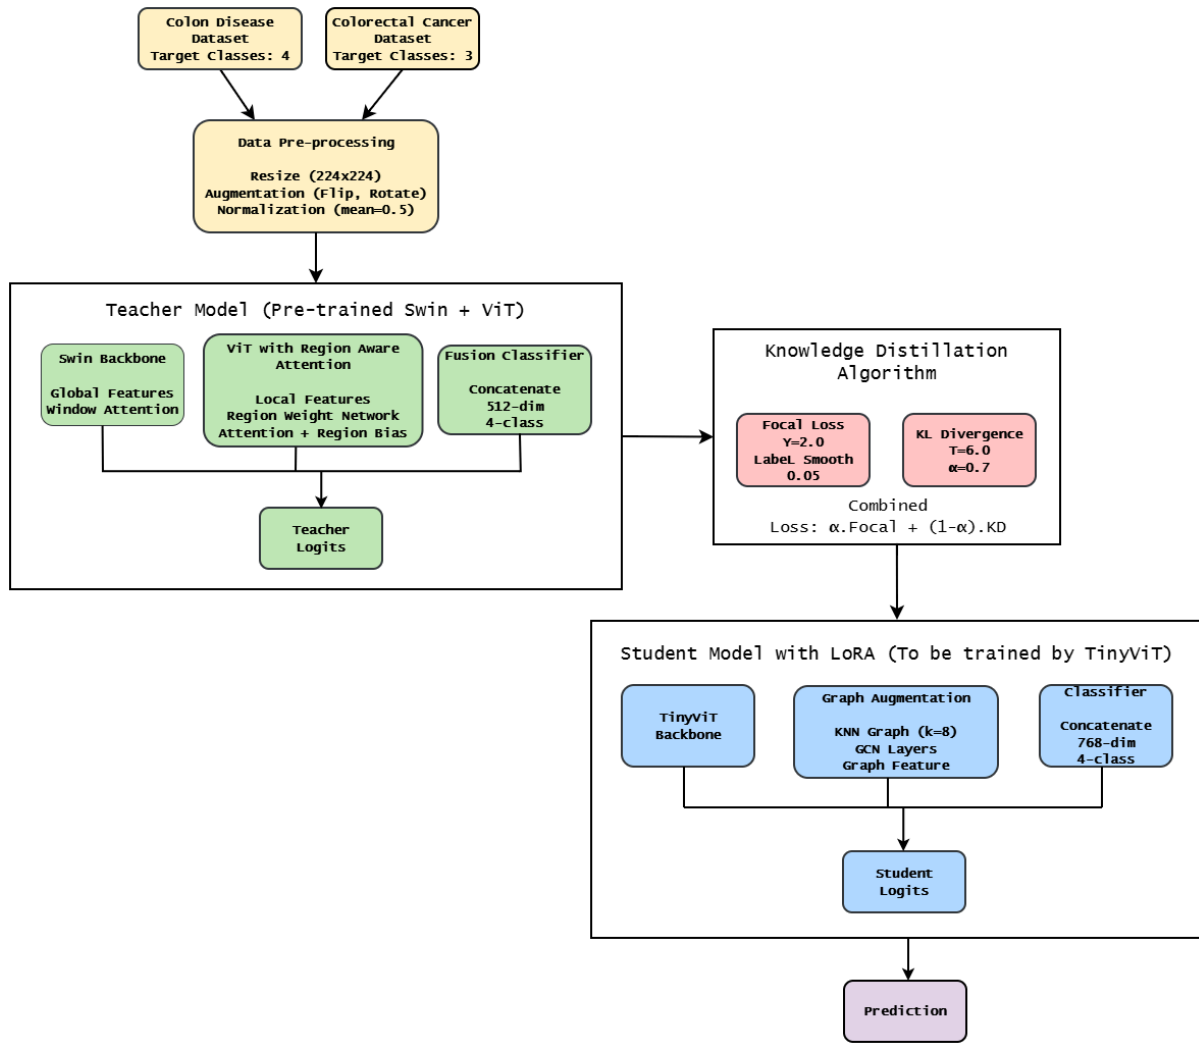 Colon Disease
Dataset
Target Classes: 4
Colorectal Cancer
Dataset
Target Classes: 3
Data Pre-processing
Resize (224x224)
Augmentation (Flip, Rotate)
Normalization (mean=0.5)
Teacher Model (Pre-trained Swin + ViT)
Swin Backbone
Global Features
Window Attention
ViT with Region Aware
Attention
Local Features
Region Weight Network
Attention + Region Bias
Fusion Classifier
Concatenate
512-dim
4-class
Teacher
Logits
Knowledge Distillation
Algorithm
Focal Loss
Y=2.0
LabeL Smooth
0.05
KL Divergence
T=6.0
α=0.7
Combined
Loss: α.Focal + (1-α).KD
Student Model with LoRA (To be trained by TinyViT)
TinyViT
Backbone
Graph Augmentation
KNN Graph (k=8)
GCN Layers
Graph Feature
Classifier
Concatenate
768-dim
4-class
Student
Logits
Prediction